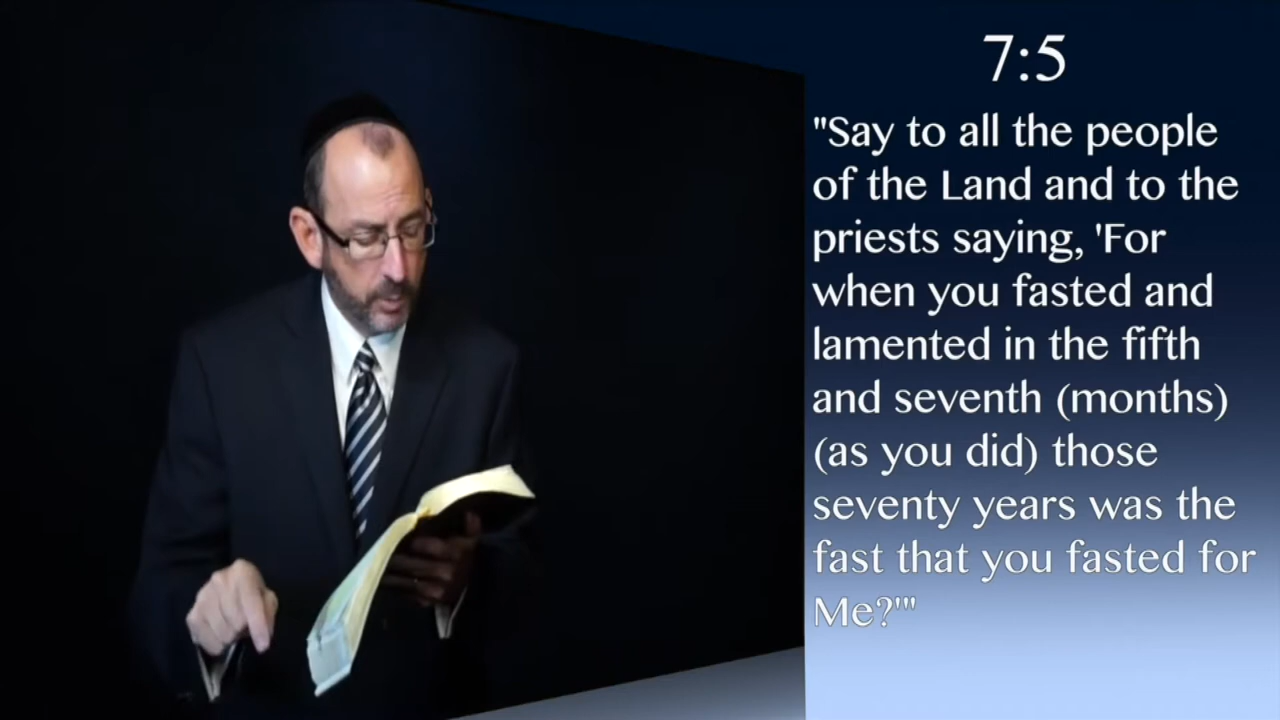 7:5
"Say to all the people
of the Land and to the
priests saying, 'For
when you fasted and
lamented in the fifth
and seventh (months)
(as you did) those
seventy years was the
fast that you fasted for
Me?'"